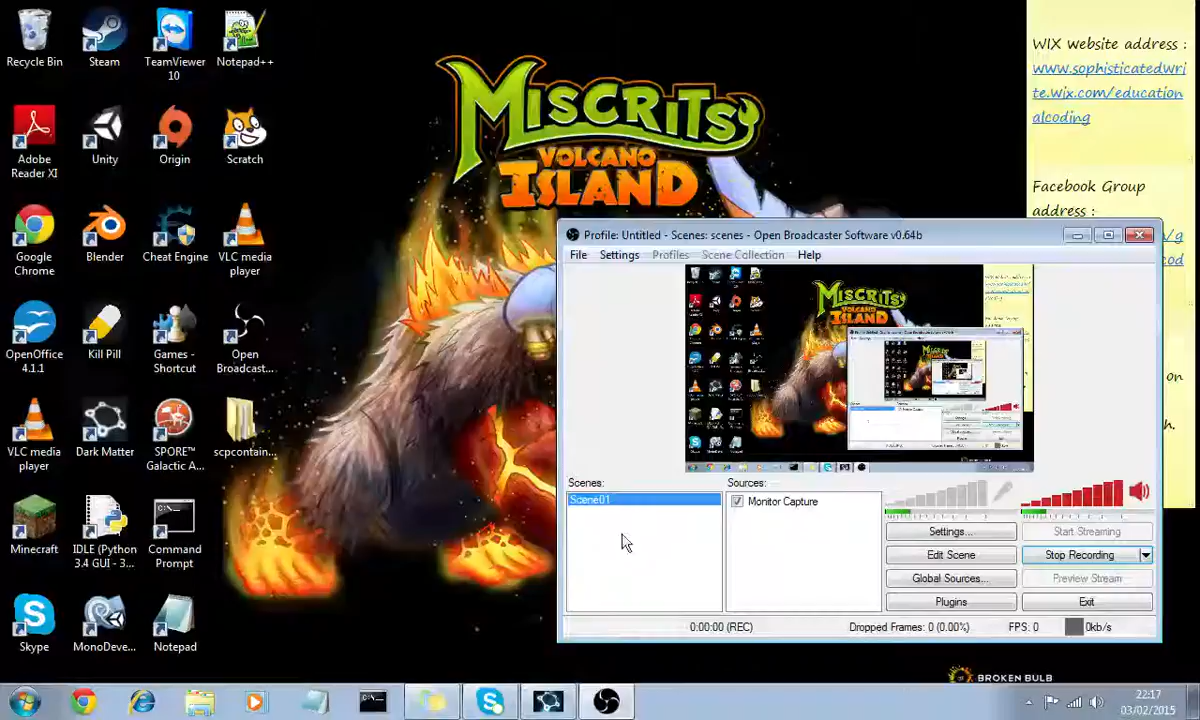 Recycle Bin
Steam
TeamViewer
10
Notepad++
Adobe
Reader XI
Unity
Origin
Scratch
Google
Chrome
Blender
Cheat Engine
VLC media
player
OpenOffice
4.1.1
Kill Pill
Games -
Shortcut
Open
Broadcast...
VLC media
player
Dark Matter
SPORE™
Galactic A...
scpcontain...
Minecraft
IDLE (Python
3.4 GUI - 3...
Command
Prompt
Skype
MonoDeve...
Notepad
MISCRITS
VOLCANO
ISLAND
WIX website address :
www.sophisticatedwri
te.wix.com/education
alcoding
Facebook Group
address :
/g
cod
on
n.
Profile: Untitled - Scenes: scenes - Open Broadcaster Software v0.64b
File Settings Profiles Scene Collection Help
MISCRITS
VOLCANO
ISLAND
Scenes:
Scene01
Sources:
Monitor Capture
Settings...
Start Streaming
Edit Scene
Stop Recording
Global Sources...
Preview Stream
Plugins
Exit
0:00:00 (REC)
Dropped Frames: 0 (0.00%)
FPS: 0
0kb/s
BROKEN BULB
22:17
03/02/2015